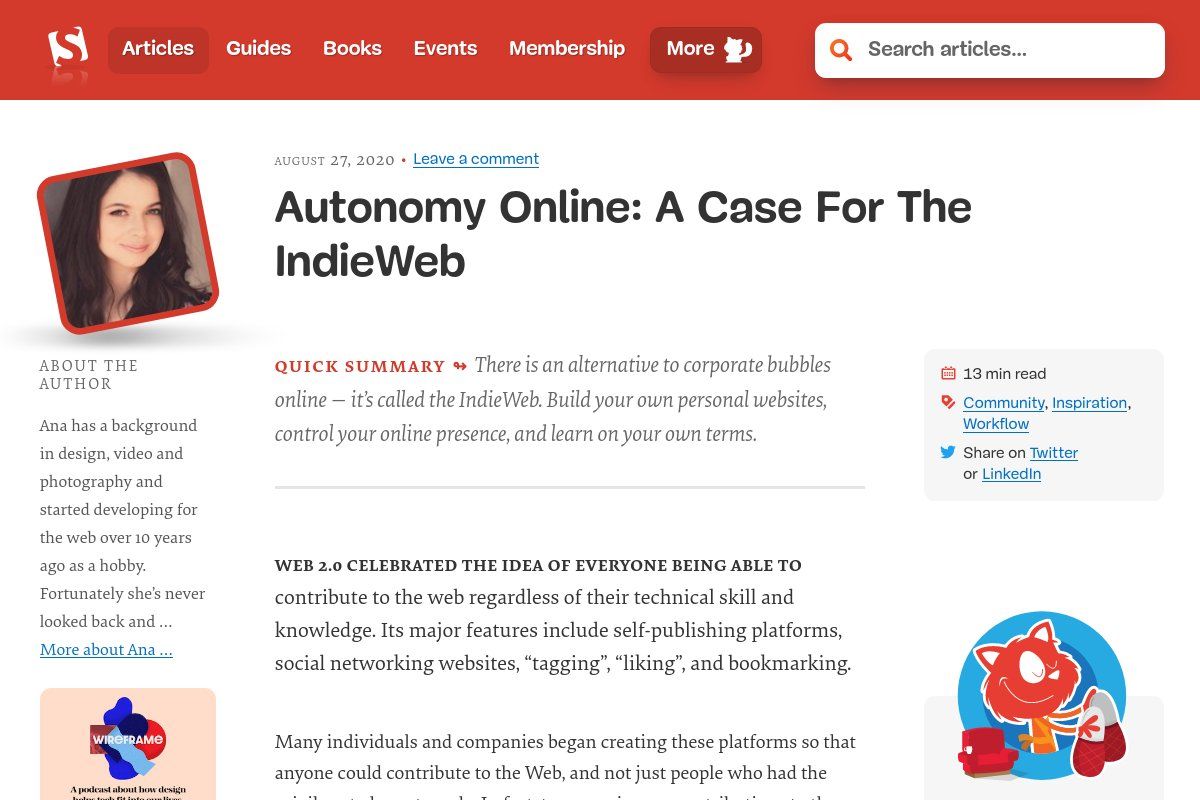 Articles
Guides
Books
Events
Membership
More
Search articles...
AUGUST 27, 2020 • Leave a comment
Autonomy Online: A Case For The
IndieWeb
ABOUT THE
AUTHOR
Ana has a background
in design, video and
photography and
started developing for
the web over 10 years
ago as a hobby.
Fortunately she’s never
looked back and ...
More about Ana ...
WIREFRAME
A podcast about how design
helps tech fit into our lives
QUICK SUMMARY ↬ There is an alternative to corporate bubbles
online — it’s called the IndieWeb. Build your own personal websites,
control your online presence, and learn on your own terms.
WEB 2.0 CELEBRATED THE IDEA OF EVERYONE BEING ABLE TO
contribute to the web regardless of their technical skill and
knowledge. Its major features include self-publishing platforms,
social networking websites, “tagging”, “liking”, and bookmarking.
Many individuals and companies began creating these platforms so that
anyone could contribute to the Web, and not just people who had the
13 min read
Community, Inspiration,
Workflow
Share on Twitter
or LinkedIn